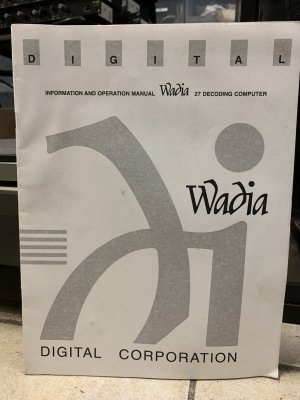 D I G I T A L
INFORMATION AND OPERATION MANUAL Wadia 27 DECODING COMPUTER
Wadia
DIGITAL CORPORATION